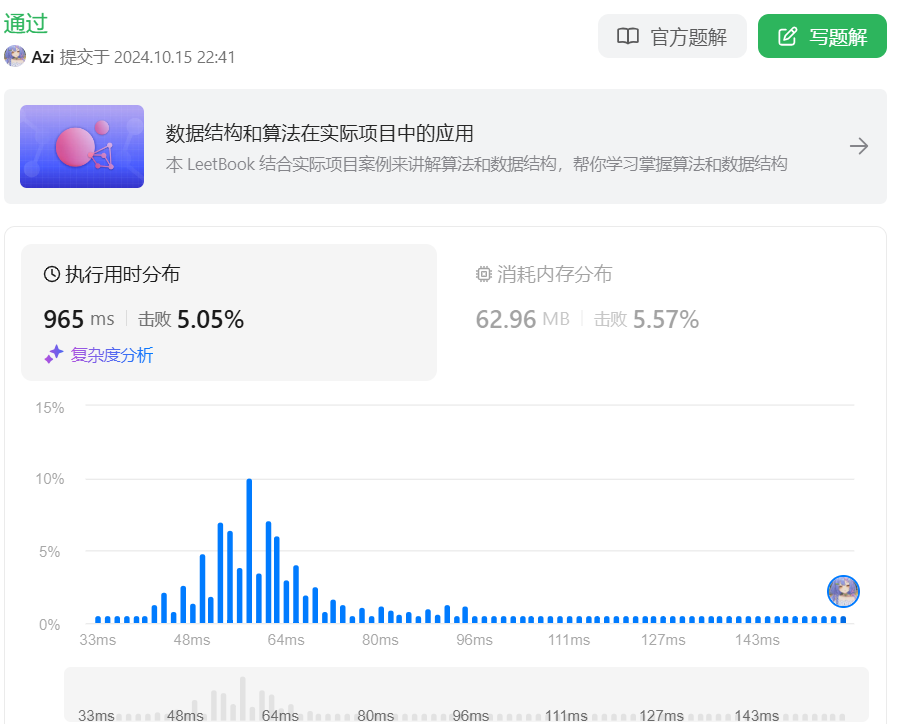 通过
官方题解
写题解
Azi 提交于 2024.10.15 22:41
数据结构和算法在实际项目中的应用
本 LeetBook 结合实际项目案例来讲解算法和数据结构，帮你学习掌握算法和数据结构
执行用时分布
965 ms 击败 5.05%
复杂度分析
消耗内存分布
62.96 MB 击败 5.57%
15%
10%
5%
0%
33ms 48ms 64ms 80ms 96ms 111ms 127ms 143ms
33ms 48ms 64ms 80ms 96ms 111ms 127ms 143ms